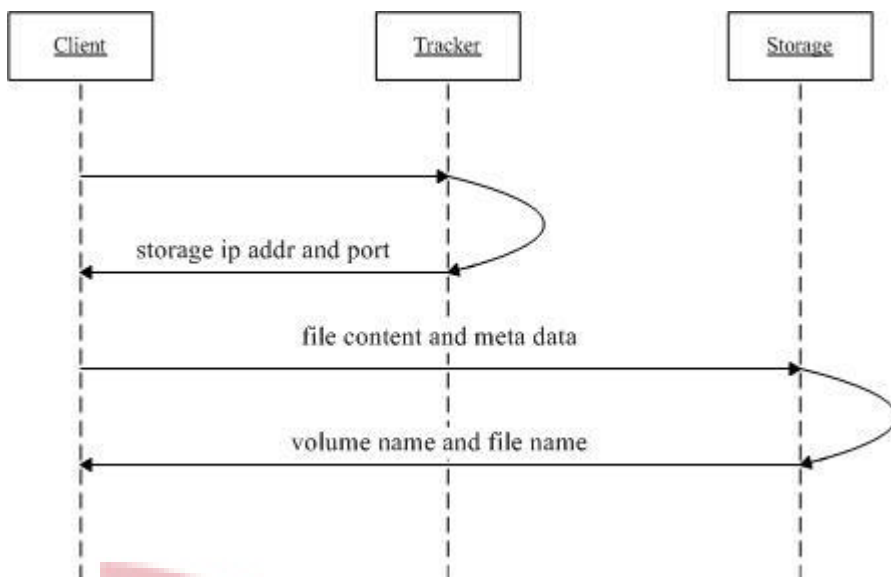 Client
Tracker
Storage
storage ip addr and port
file content and meta data
volume name and file name